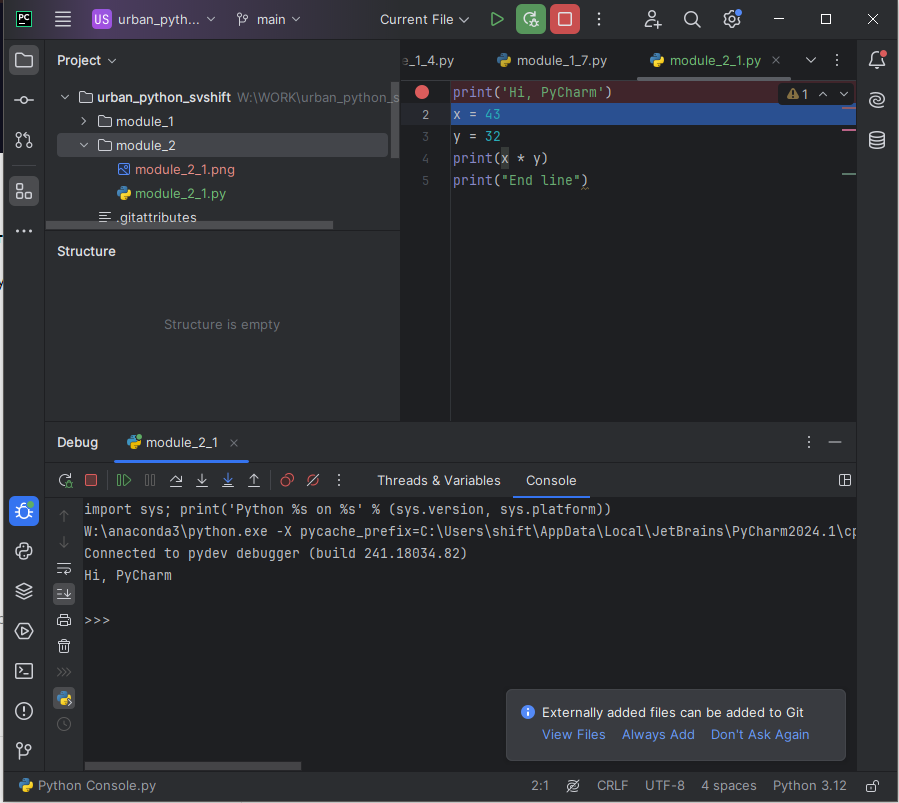 PC US urban_pyth... main Current File
Project
urban_python_svshift W:\WORK\urban_python_s
module_1
module_2
module_2_1.png
module_2_1.py
.gitattributes
Structure
Structure is empty
e_1_4.py module_1_7.py module_2_1.py
print('Hi, PyCharm') 1
2 x = 43
3 y = 32
4 print(x * y)
5 print("End line")
Debug module_2_1
Threads & Variables Console
import sys; print('Python %s on %s' % (sys.version, sys.platform))
W:\anaconda3\python.exe -X pycache_prefix=C:\Users\shift\AppData\Local\JetBrains\PyCharm2024.1\cp
Connected to pydev debugger (build 241.18034.82)
Hi, PyCharm
>>>
Externally added files can be added to Git
View Files Always Add Don't Ask Again
Python Console.py 2:1 CRLF UTF-8 4 spaces Python 3.12